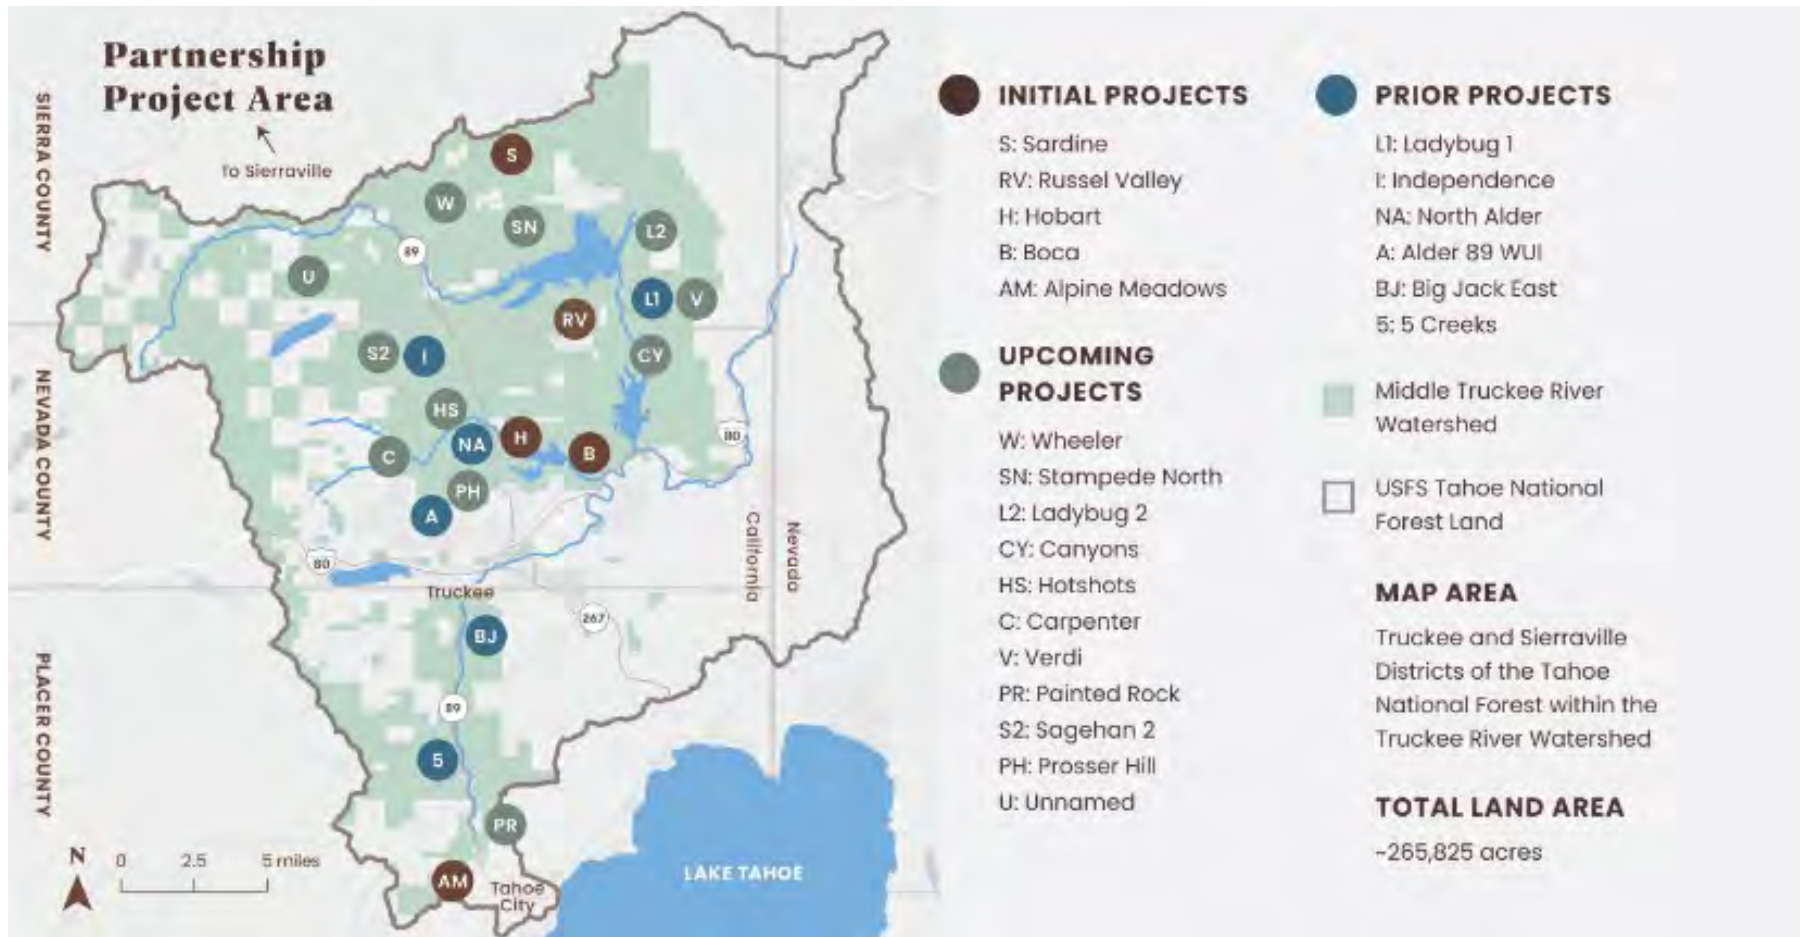 Partnership
Project Area
To Sierraville
SIERRA COUNTY
NEVADA COUNTY
PLACER COUNTY
S
W
SN
L2
89
U
L1
V
RV
S2
I
CY
HS
NA
H
B
C
PH
A
80
80
California
Nevada
Truckee
BJ
267
89
5
PR
AM
Tahoe
City
LAKE TAHOE
N
0 2.5 5 miles
INITIAL PROJECTS
S: Sardine
RV: Russel Valley
H: Hobart
B: Boca
AM: Alpine Meadows
UPCOMING
PROJECTS
W: Wheeler
SN: Stampede North
L2: Ladybug 2
CY: Canyons
HS: Hotshots
C: Carpenter
V: Verdi
PR: Painted Rock
S2: Sagehan 2
PH: Prosser Hill
U: Unnamed
PRIOR PROJECTS
L1: Ladybug 1
I: Independence
NA: North Alder
A: Alder 89 WUI
BJ: Big Jack East
5: 5 Creeks
Middle Truckee River
Watershed
USFS Tahoe National
Forest Land
MAP AREA
Truckee and Sierraville
Districts of the Tahoe
National Forest within the
Truckee River Watershed
TOTAL LAND AREA
~265,825 acres